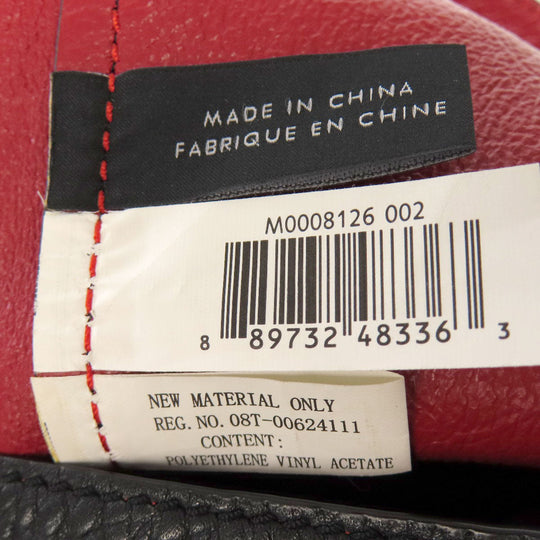 MADE IN CHINA
FABRIQUE EN CHINE
M0008126 002
8 89732 48336 3
NEW MATERIAL ONLY
REG. NO. 08T-00624111
CONTENT:
POLYETHYLENE VINYL ACETATE